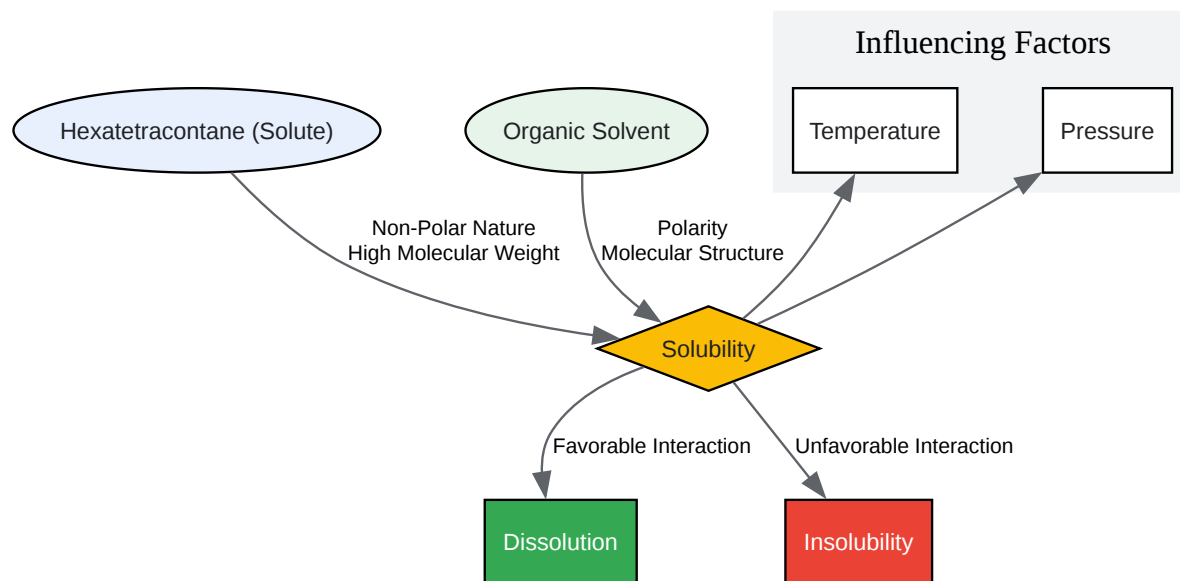 Influencing Factors
Hexatetracontane (Solute)
Organic Solvent
Temperature
Pressure
Non-Polar Nature
High Molecular Weight
Polarity
Molecular Structure
Solubility
Favorable Interaction
Unfavorable Interaction
Dissolution
Insolubility